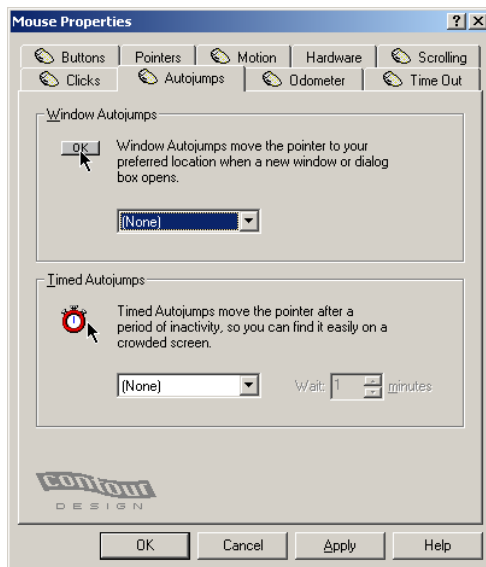 Mouse Properties
Buttons Pointers Motion Hardware Scrolling
Clicks Autojumps Odometer Time Out
Window Autojumps
OK
Window Autojumps move the pointer to your
preferred location when a new window or dialog
box opens.
(None)
Timed Autojumps
Timed Autojumps move the pointer after a
period of inactivity, so you can find it easily on a
crowded screen.
(None) Wait: 1 minutes
contour
DESIGN
OK Cancel Apply Help